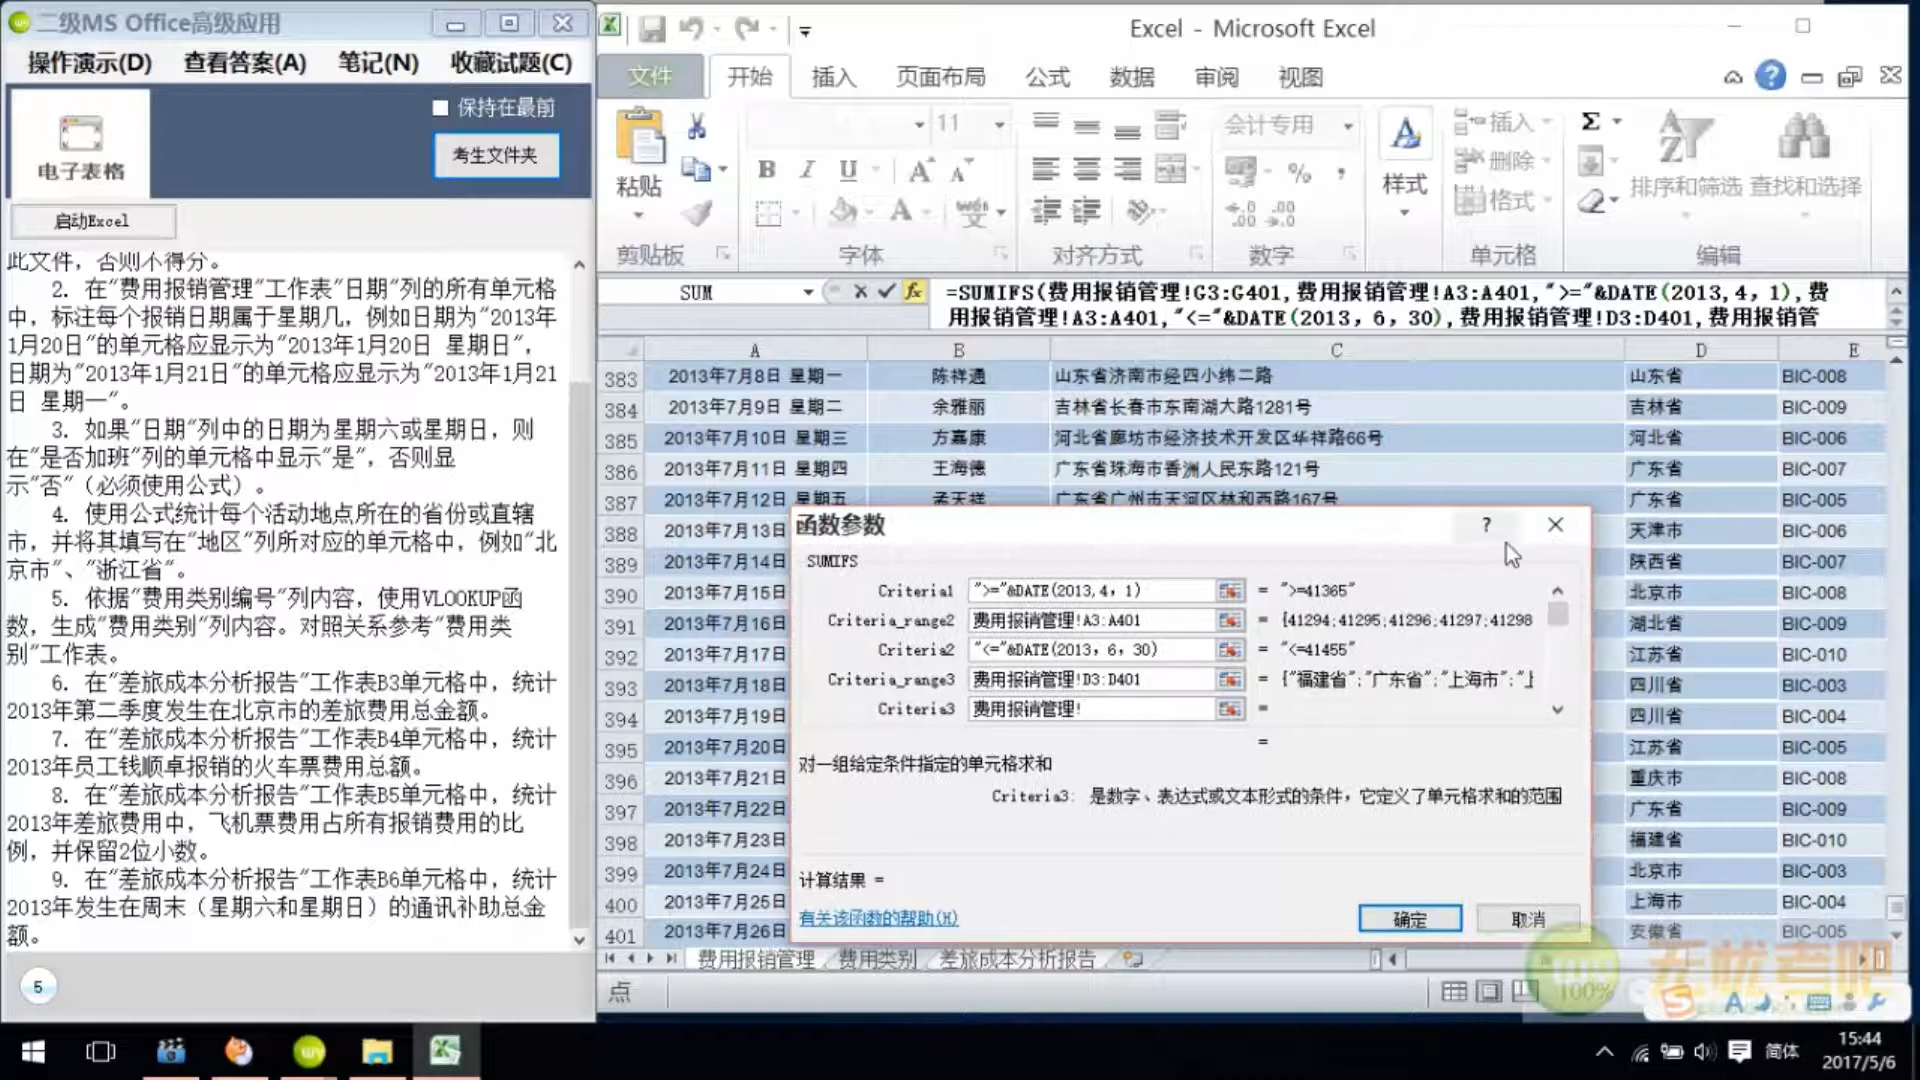 二级MS Office高级应用
操作演示(D) 查看答案(A) 笔记(N) 收藏试题(C)
保持在最前
考生文件夹
电子表格
启动Excel
此文件，否则不得分。
2. 在"费用报销管理"工作表"日期"列的所有单元格
中，标注每个报销日期属于星期几，例如日期为"2013年
1月20日"的单元格应显示为"2013年1月20日 星期日"，
日期为"2013年1月21日"的单元格应显示为"2013年1月21
日 星期一"。
3. 如果"日期"列中的日期为星期六或星期日，则
在"是否加班"列的单元格中显示"是"，否则显
示"否"（必须使用公式）。
4. 使用公式统计每个活动地点所在的省份或直辖
市，并将其填写在"地区"列所对应的单元格中，例如"北
京市"、"浙江省"。
5. 依据"费用类别编号"列内容，使用VLOOKUP函
数，生成"费用类别"列内容。对照关系参考"费用类
别"工作表。
6. 在"差旅成本分析报告"工作表B3单元格中，统计
2013年第二季度发生在北京市的差旅费用总金额。
7. 在"差旅成本分析报告"工作表B4单元格中，统计
2013年员工钱顺卓报销的火车票费用总额。
8. 在"差旅成本分析报告"工作表B5单元格中，统计
2013年差旅费用中，飞机票费用占所有报销费用的比
例，并保留2位小数。
9. 在"差旅成本分析报告"工作表B6单元格中，统计
2013年发生在周末（星期六和星期日）的通讯补助总金
额。
5
Excel - Microsoft Excel
文件 开始 插入 页面布局 公式 数据 审阅 视图
粘贴
剪贴板
11
B I U
字体
对齐方式
会计专用
数字
样式
插入
删除
格式
单元格
排序和筛选 查找和选择
编辑
SUM
=SUMIFS(费用报销管理!G3:G401,费用报销管理!A3:A401,">="&DATE(2013,4，1),费
用报销管理!A3:A401,"<="&DATE(2013，6，30),费用报销管理!D3:D401,费用报销管
A B C D E
383 2013年7月8日 星期一 陈祥通 山东省济南市经四小纬二路 山东省 BIC-008
384 2013年7月9日 星期二 余雅丽 吉林省长春市东南湖大路1281号 吉林省 BIC-009
385 2013年7月10日 星期三 方嘉康 河北省廊坊市经济技术开发区华祥路66号 河北省 BIC-006
386 2013年7月11日 星期四 王海德 广东省珠海市香洲人民东路121号 广东省 BIC-007
387 2013年7月12日 星期五 孟天祥 广东省广州市天河区林和西路167号 广东省 BIC-005
388 2013年7月13日 天津市 BIC-006
389 2013年7月14日 陕西省 BIC-007
390 2013年7月15日 北京市 BIC-008
391 2013年7月16日 湖北省 BIC-009
392 2013年7月17日 江苏省 BIC-010
393 2013年7月18日 四川省 BIC-003
394 2013年7月19日 四川省 BIC-004
395 2013年7月20日 江苏省 BIC-005
396 2013年7月21日 重庆市 BIC-008
397 2013年7月22日 广东省 BIC-009
398 2013年7月23日 福建省 BIC-010
399 2013年7月24日 北京市 BIC-003
400 2013年7月25日 上海市 BIC-004
401 2013年7月26日 安徽省 BIC-005
函数参数
SUMIFS
Criteria1 ">="&DATE(2013,4，1) = ">=41365"
Criteria_range2 费用报销管理!A3:A401 = {41294;41295;41296;41297;41298
Criteria2 "<="&DATE(2013，6，30) = "<=41455"
Criteria_range3 费用报销管理!D3:D401 = {"福建省";"广东省";"上海市";"上
Criteria3 费用报销管理! =
=
对一组给定条件指定的单元格求和
Criteria3: 是数字、表达式或文本形式的条件，它定义了单元格求和的范围
计算结果 =
有关该函数的帮助(H)
确定 取消
费用报销管理 费用类别 差旅成本分析报告
点
100%
无忧考吧
简体
15:44
2017/5/6